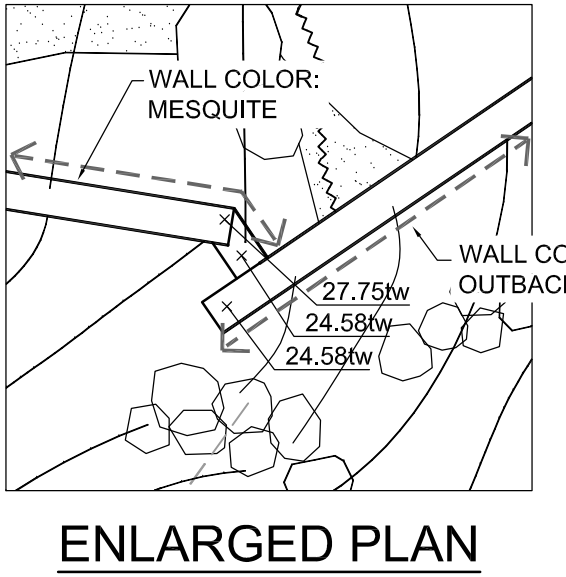 WALL COLOR:
MESQUITE
WALL CO
OUTBACK
27.75tw
24.58tw
24.58tw
ENLARGED PLAN